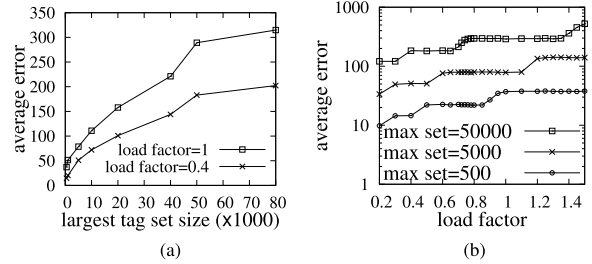 350
300
250
200
150
100
50
0
average error
load factor=1
load factor=0.4
0 10 20 30 40 50 60 70 80
largest tag set size (x1000)
(a)
1000
100
10
1
average error
max set=50000
max set=5000
max set=500
0.2 0.4 0.6 0.8 1 1.2 1.4
load factor
(b)